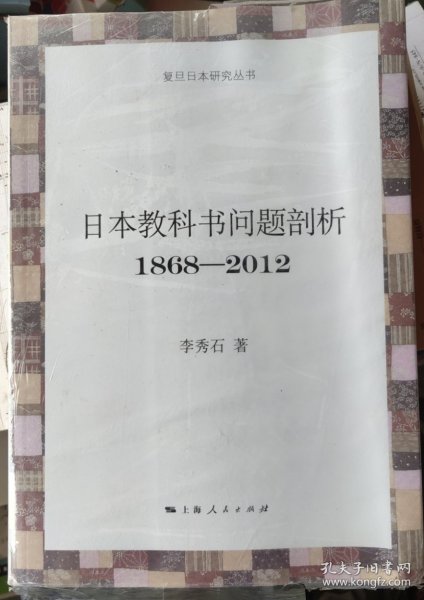 复旦日本研究丛书
日本教科书问题剖析
1868—2012
李秀石 著
上海人民出版社
孔夫子旧书网
www.kongfz.com